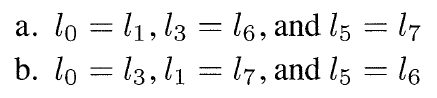 a. l₀ = l₁, l₃ = l₆, and l₅ = l₇
b. l₀ = l₃, l₁ = l₇, and l₅ = l₆